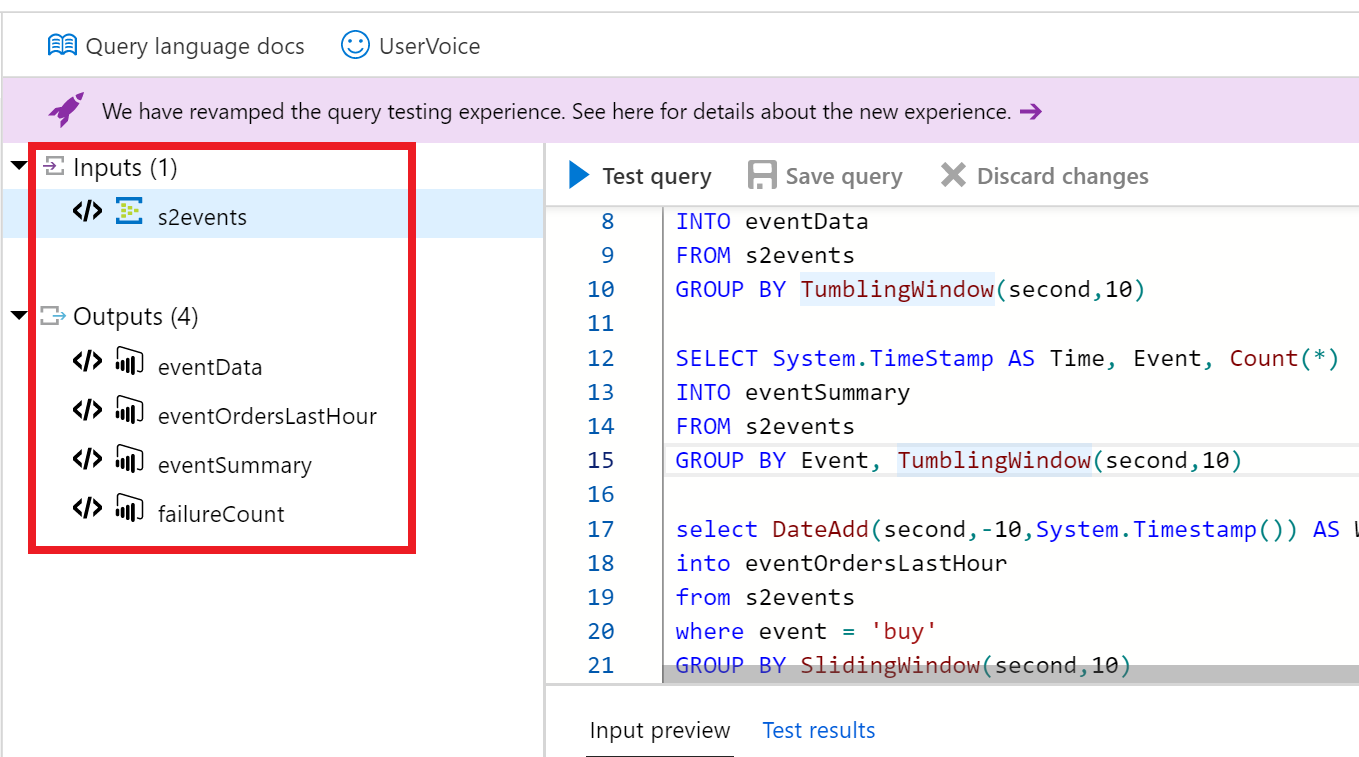 Query language docs UserVoice
We have revamped the query testing experience. See here for details about the new experience. →
Inputs (1)
</> s2events
Outputs (4)
</> eventData
</> eventOrdersLastHour
</> eventSummary
</> failureCount
Test query Save query Discard changes
8 INTO eventData
9 FROM s2events
10 GROUP BY TumblingWindow(second,10)
11
12 SELECT System.TimeStamp AS Time, Event, Count(*)
13 INTO eventSummary
14 FROM s2events
15 GROUP BY Event, TumblingWindow(second,10)
16
17 select DateAdd(second,-10,System.Timestamp()) AS
18 into eventOrdersLastHour
19 from s2events
20 where event = 'buy'
21 GROUP BY SlidingWindow(second,10)
Input preview Test results